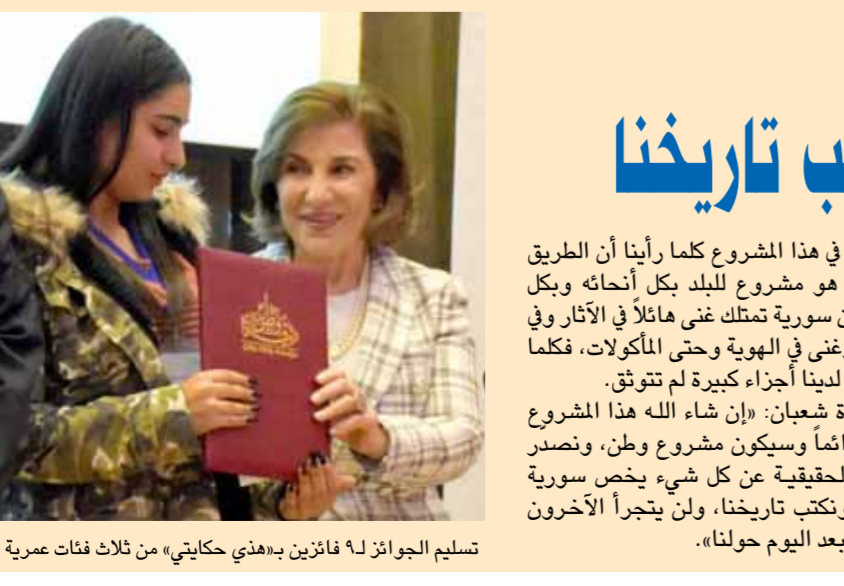 ب تاريخنا
في هذا المشروع كلما رأينا أن الطريق
هو مشروع للبلد بكل أنحائه وبكل
ن سورية تمتلك غنى هائلاً في الآثار وفي
وغنى في الهوية وحتى المأكولات، فكلما
لدينا أجزاء كبيرة لم تتوثق.
ة شعبان: «إن شاء الله هذا المشروع
ائماً وسيكون مشروع وطن، ونصدّر
لحقيقية عن كل شيء يخص سورية
ونكتب تاريخنا، ولن يتجرأ الآخرون
بعد اليوم حولنا».
تسليم الجوائز لـ٩ فائزين بـ«هذي حكايتي» من ثلاث فئات عمرية